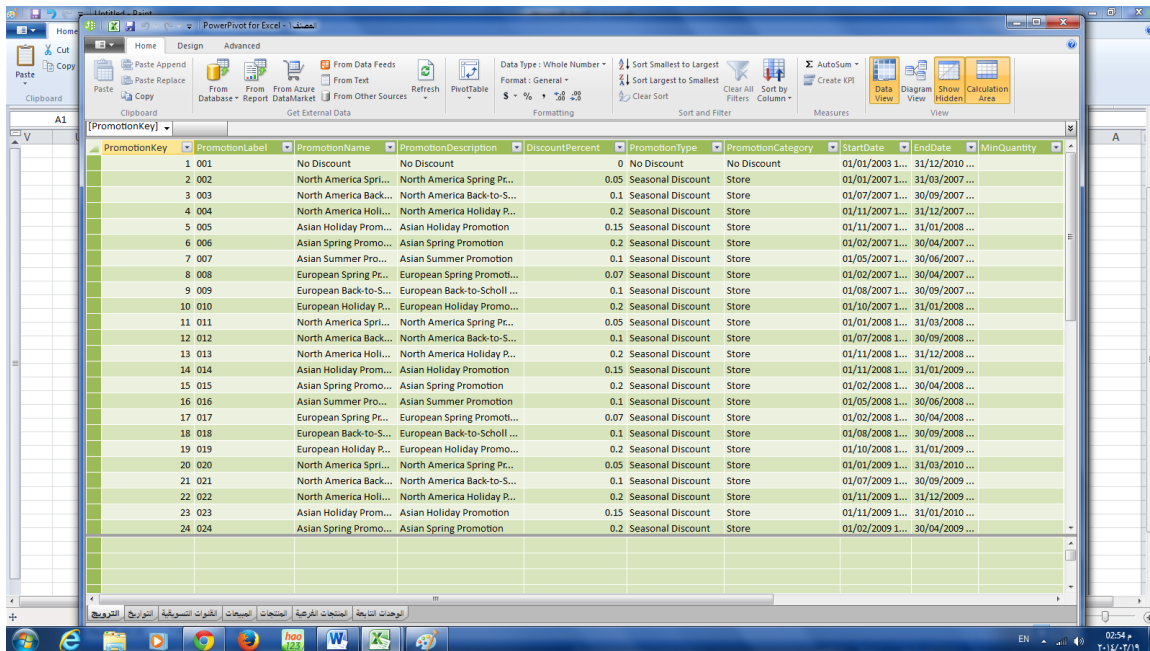 Untitled - Paint
PowerPivot for Excel - المصنف١
Home
Home Design Advanced
Cut
Copy
Paste
Clipboard
Paste Append
Paste Replace
Copy
Paste
Clipboard
From Database
From Report
From Azure DataMarket
From Data Feeds
From Text
From Other Sources
Get External Data
Refresh
PivotTable
Data Type : Whole Number
Format : General
$ % , .00 .00
Formatting
Sort Smallest to Largest
Sort Largest to Smallest
Clear Sort
Clear All Filters
Sort by Column
Sort and Filter
Σ AutoSum
Create KPI
Measures
Data View
Diagram View
Show Hidden
Calculation Area
View
A1
[PromotionKey]
V
A
PromotionKey PromotionLabel PromotionName PromotionDescription DiscountPercent PromotionType PromotionCategory StartDate EndDate MinQuantity
1 001 No Discount No Discount 0 No Discount No Discount 01/01/2003 1... 31/12/2010 ...
2 002 North America Spri... North America Spring Pr... 0.05 Seasonal Discount Store 01/01/2007 1... 31/03/2007 ...
3 003 North America Back... North America Back-to-S... 0.1 Seasonal Discount Store 01/07/2007 1... 30/09/2007 ...
4 004 North America Holi... North America Holiday P... 0.2 Seasonal Discount Store 01/11/2007 1... 31/12/2007 ...
5 005 Asian Holiday Prom... Asian Holiday Promotion 0.15 Seasonal Discount Store 01/11/2007 1... 31/01/2008 ...
6 006 Asian Spring Promo... Asian Spring Promotion 0.2 Seasonal Discount Store 01/02/2007 1... 30/04/2007 ...
7 007 Asian Summer Pro... Asian Summer Promotion 0.1 Seasonal Discount Store 01/05/2007 1... 30/06/2007 ...
8 008 European Spring Pr... European Spring Promoti... 0.07 Seasonal Discount Store 01/02/2007 1... 30/04/2007 ...
9 009 European Back-to-S... European Back-to-Scholl ... 0.1 Seasonal Discount Store 01/08/2007 1... 30/09/2007 ...
10 010 European Holiday P... European Holiday Promo... 0.2 Seasonal Discount Store 01/10/2007 1... 31/01/2008 ...
11 011 North America Spri... North America Spring Pr... 0.05 Seasonal Discount Store 01/01/2008 1... 31/03/2008 ...
12 012 North America Back... North America Back-to-S... 0.1 Seasonal Discount Store 01/07/2008 1... 30/09/2008 ...
13 013 North America Holi... North America Holiday P... 0.2 Seasonal Discount Store 01/11/2008 1... 31/12/2008 ...
14 014 Asian Holiday Prom... Asian Holiday Promotion 0.15 Seasonal Discount Store 01/11/2008 1... 31/01/2009 ...
15 015 Asian Spring Promo... Asian Spring Promotion 0.2 Seasonal Discount Store 01/02/2008 1... 30/04/2008 ...
16 016 Asian Summer Pro... Asian Summer Promotion 0.1 Seasonal Discount Store 01/05/2008 1... 30/06/2008 ...
17 017 European Spring Pr... European Spring Promoti... 0.07 Seasonal Discount Store 01/02/2008 1... 30/04/2008 ...
18 018 European Back-to-S... European Back-to-Scholl ... 0.1 Seasonal Discount Store 01/08/2008 1... 30/09/2008 ...
19 019 European Holiday P... European Holiday Promo... 0.2 Seasonal Discount Store 01/10/2008 1... 31/01/2009 ...
20 020 North America Spri... North America Spring Pr... 0.05 Seasonal Discount Store 01/01/2009 1... 31/03/2010 ...
21 021 North America Back... North America Back-to-S... 0.1 Seasonal Discount Store 01/07/2009 1... 30/09/2009 ...
22 022 North America Holi... North America Holiday P... 0.2 Seasonal Discount Store 01/11/2009 1... 31/12/2009 ...
23 023 Asian Holiday Prom... Asian Holiday Promotion 0.15 Seasonal Discount Store 01/11/2009 1... 31/01/2010 ...
24 024 Asian Spring Promo... Asian Spring Promotion 0.2 Seasonal Discount Store 01/02/2009 1... 30/04/2009 ...
الترويج التواريخ القنوات التسويقية المبيعات المنتجات المنتجات الفرعية الوحدات التابعة
hao 123
EN
02:54 م
٢٠١٤/٠٣/١٩